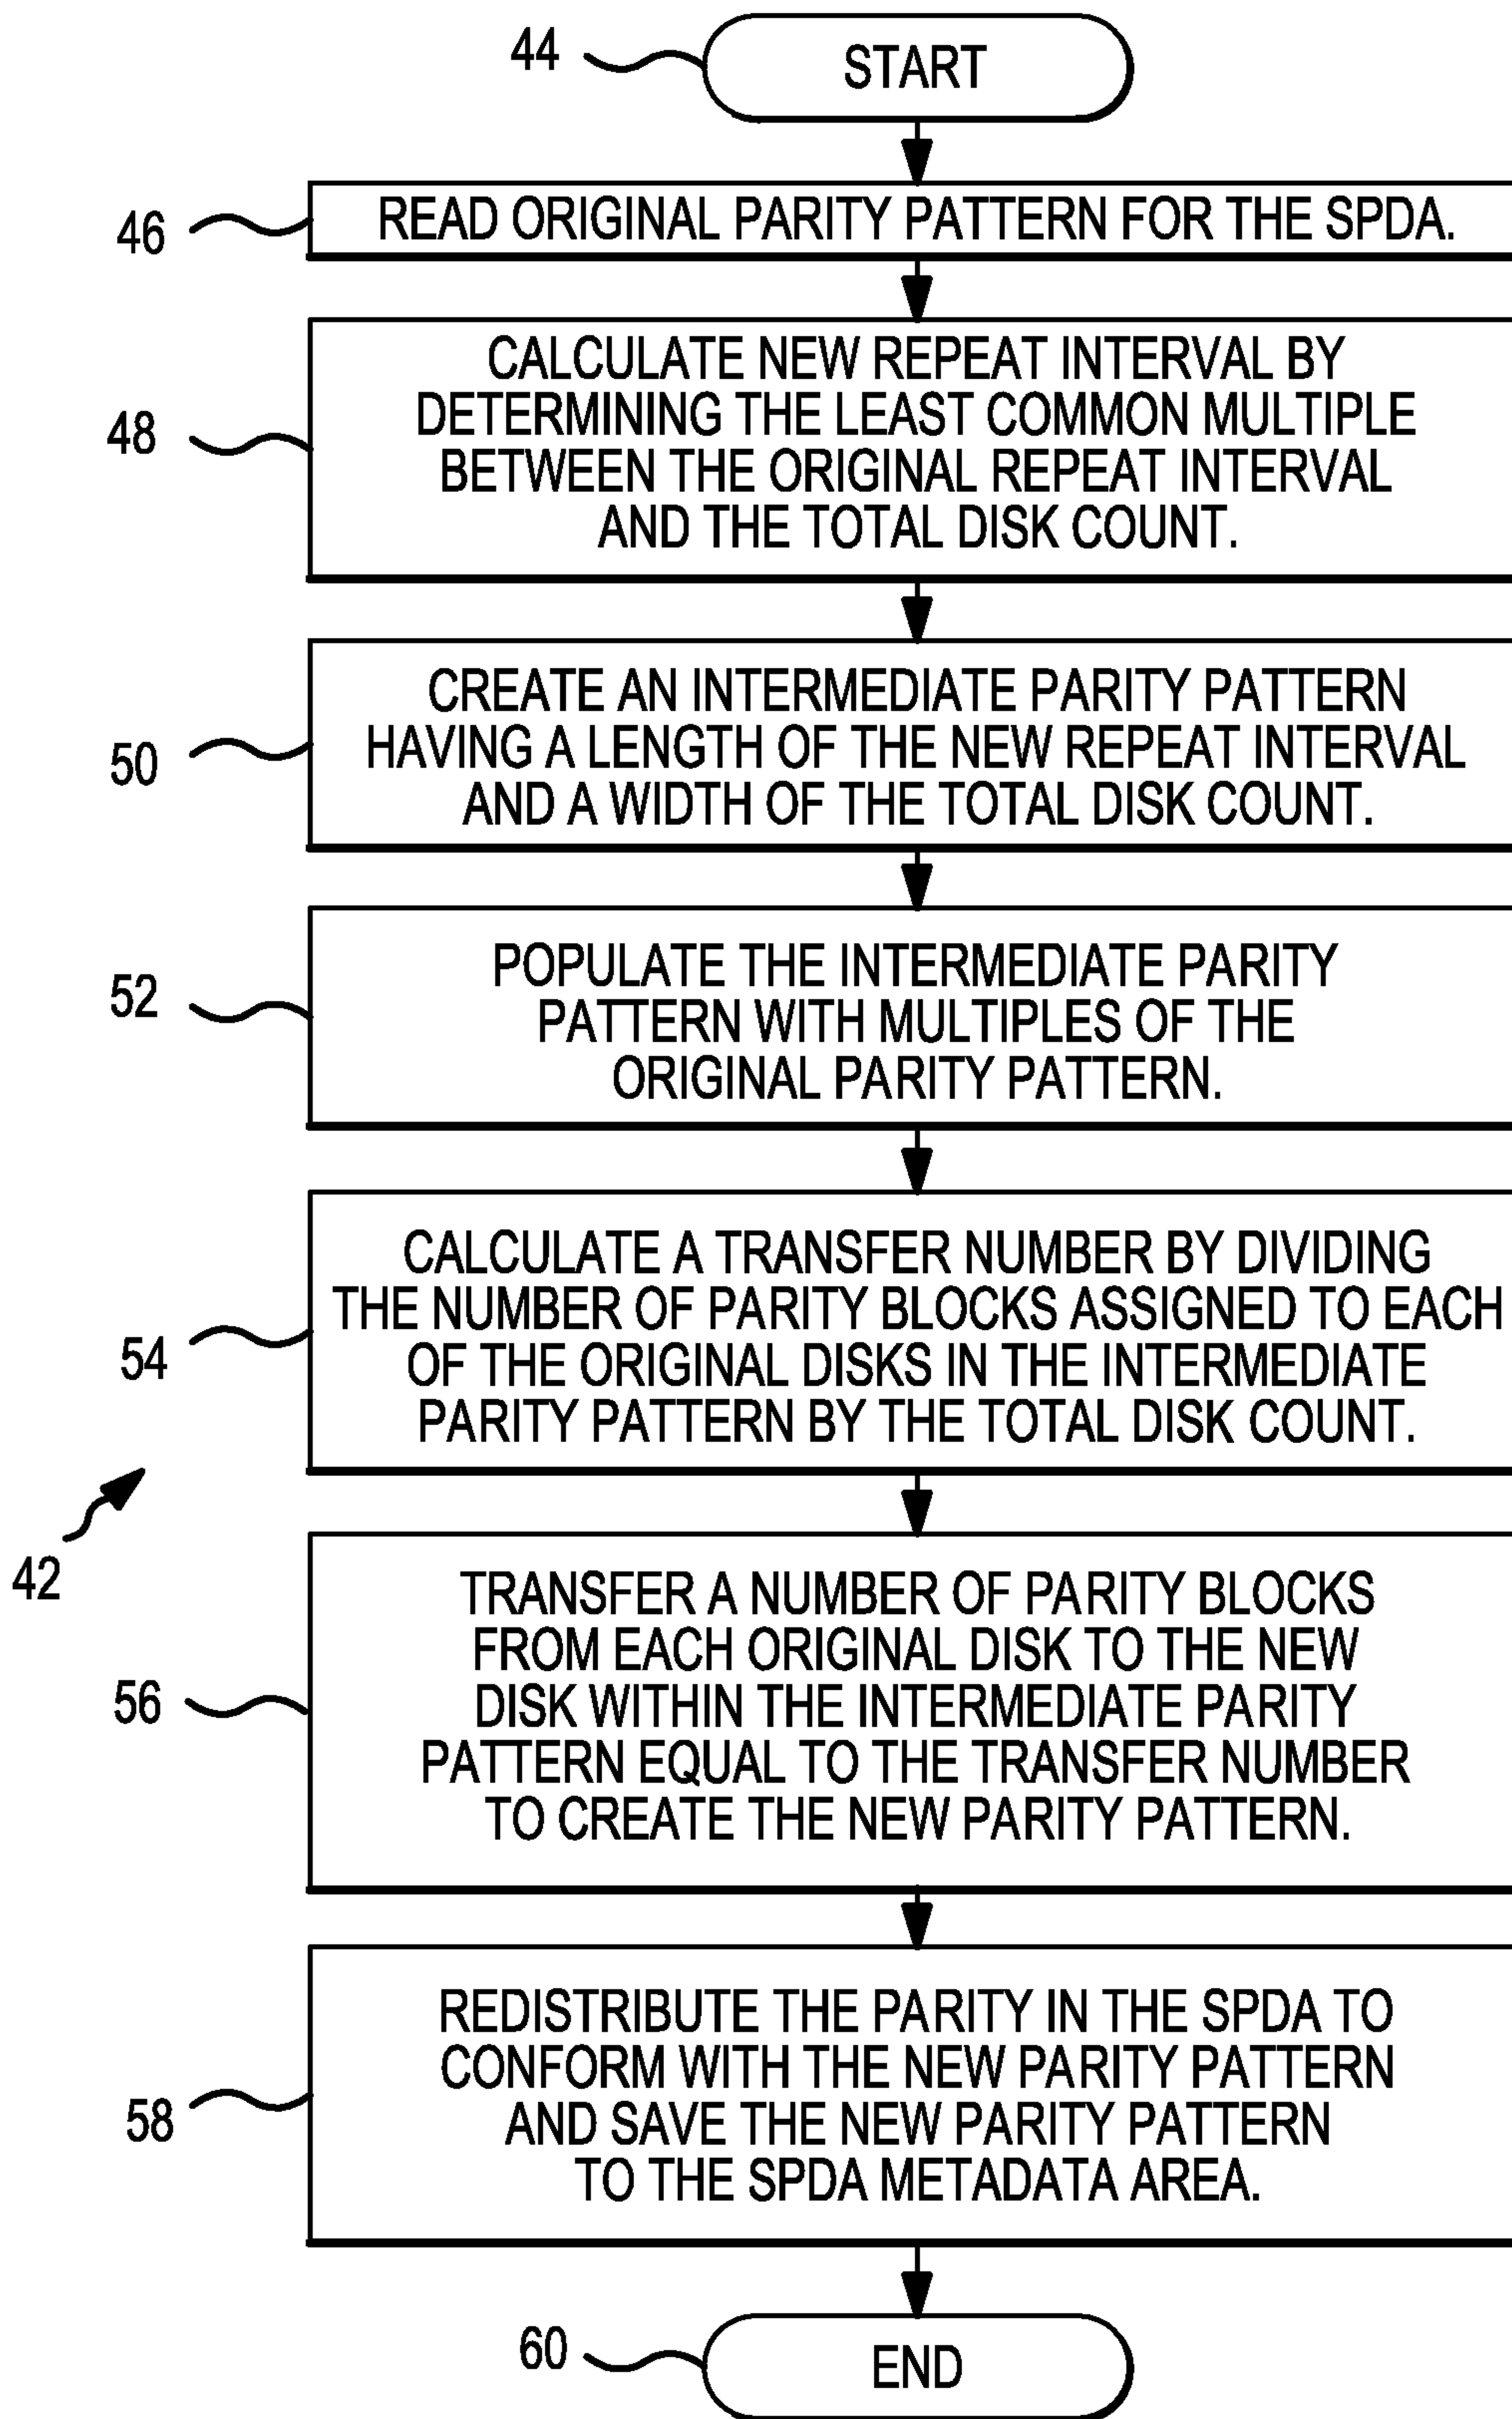 44
START
46
READ ORIGINAL PARITY PATTERN FOR THE SPDA.
48
CALCULATE NEW REPEAT INTERVAL BY
DETERMINING THE LEAST COMMON MULTIPLE
BETWEEN THE ORIGINAL REPEAT INTERVAL
AND THE TOTAL DISK COUNT.
50
CREATE AN INTERMEDIATE PARITY PATTERN
HAVING A LENGTH OF THE NEW REPEAT INTERVAL
AND A WIDTH OF THE TOTAL DISK COUNT.
52
POPULATE THE INTERMEDIATE PARITY
PATTERN WITH MULTIPLES OF THE
ORIGINAL PARITY PATTERN.
54
CALCULATE A TRANSFER NUMBER BY DIVIDING
THE NUMBER OF PARITY BLOCKS ASSIGNED TO EACH
OF THE ORIGINAL DISKS IN THE INTERMEDIATE
PARITY PATTERN BY THE TOTAL DISK COUNT.
42
56
TRANSFER A NUMBER OF PARITY BLOCKS
FROM EACH ORIGINAL DISK TO THE NEW
DISK WITHIN THE INTERMEDIATE PARITY
PATTERN EQUAL TO THE TRANSFER NUMBER
TO CREATE THE NEW PARITY PATTERN.
58
REDISTRIBUTE THE PARITY IN THE SPDA TO
CONFORM WITH THE NEW PARITY PATTERN
AND SAVE THE NEW PARITY PATTERN
TO THE SPDA METADATA AREA.
60
END